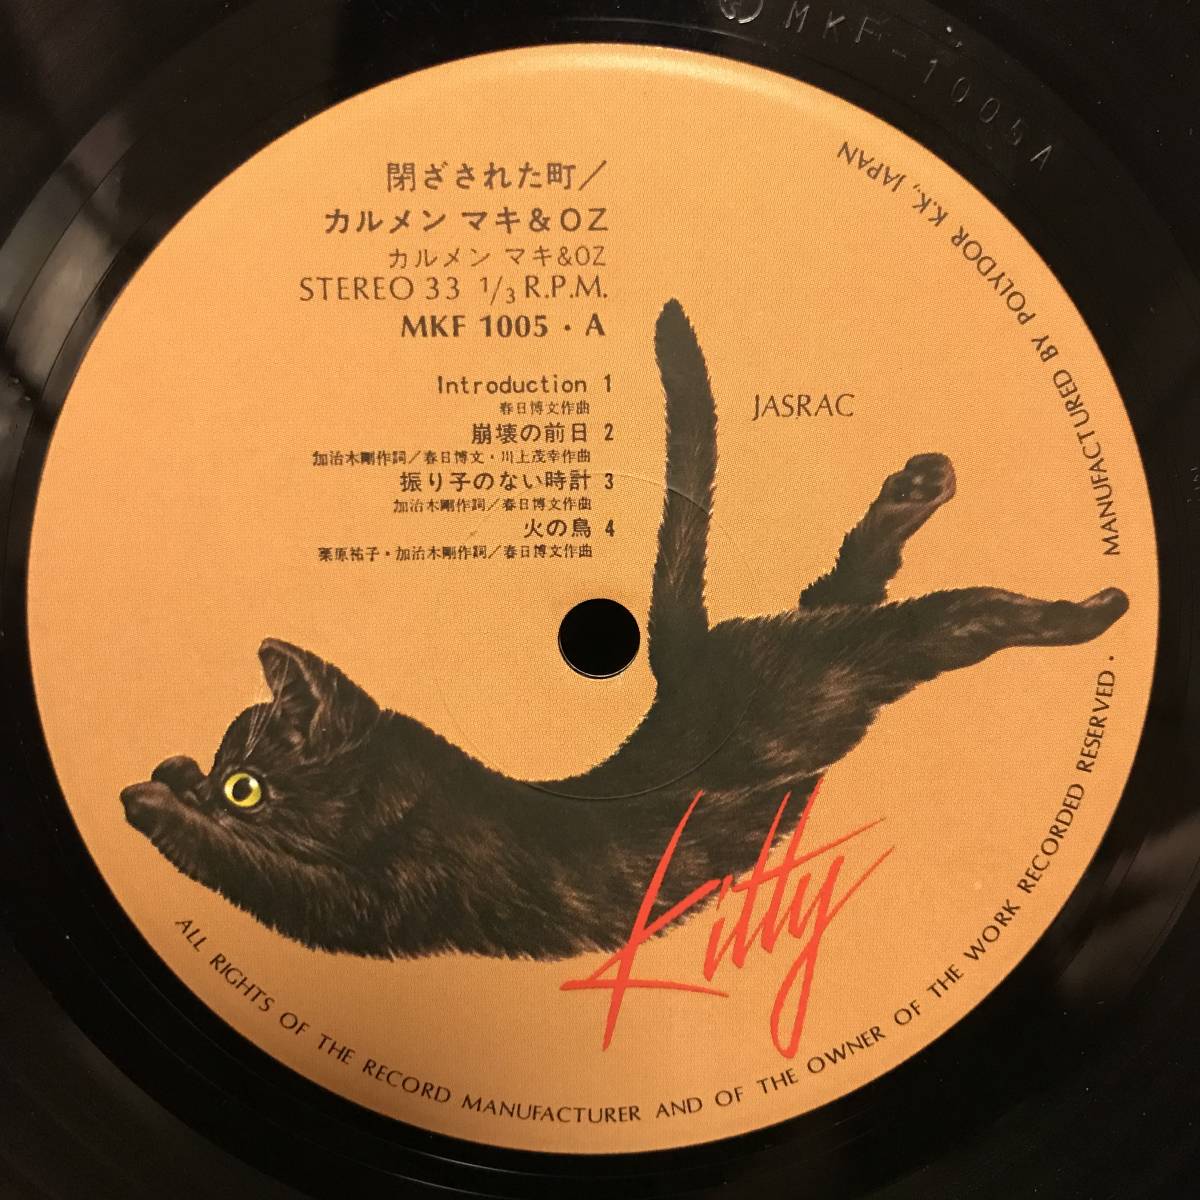 MKF-1005A
閉ざされた町/
カルメン マキ&OZ
カルメン マキ&OZ
STEREO 33 1/3 R.P.M.
MKF 1005・A
Introduction 1
春日博文作曲
崩壊の前日 2
加治木剛作詞/春日博文・川上茂幸作曲
振り子のない時計 3
加治木剛作詞/春日博文作曲
火の鳥 4
栗原祐子・加治木剛作詞/春日博文作曲
JASRAC
Kitty
ALL RIGHTS OF THE RECORD MANUFACTURER AND OF THE OWNER OF THE WORK RECORDED RESERVED. MANUFACTURED BY POLYDOR K.K., JAPAN